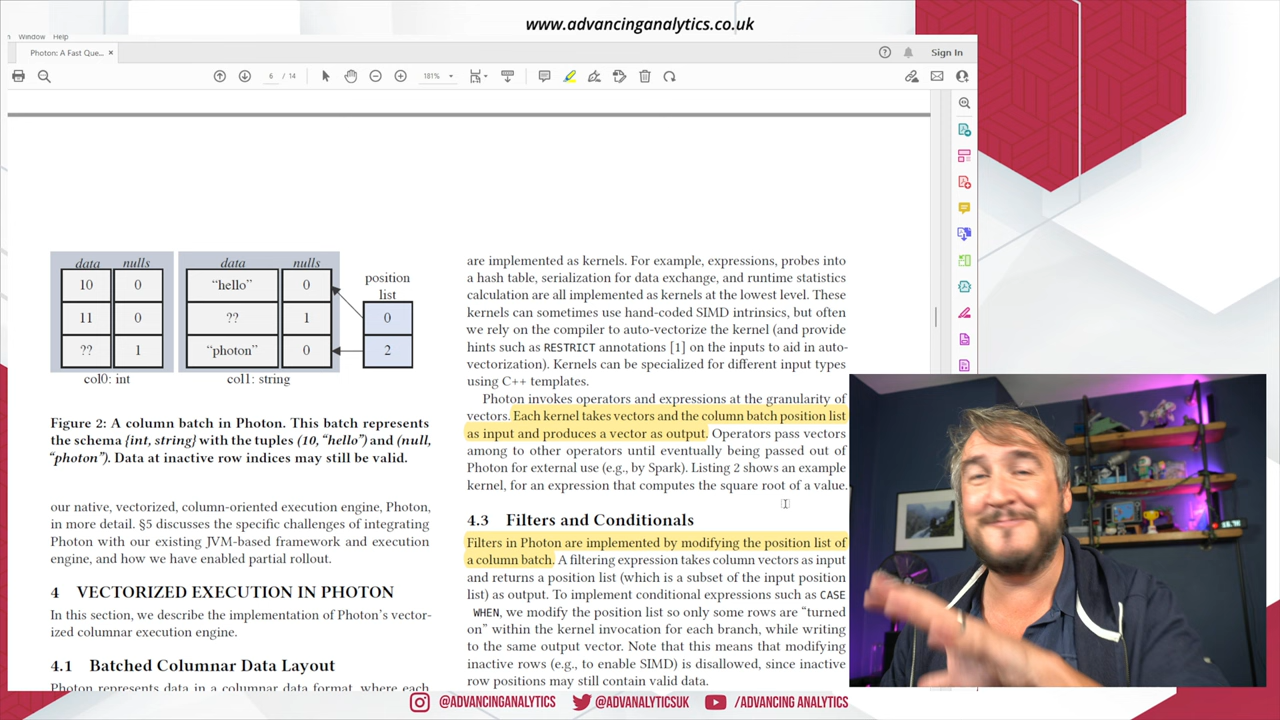 www.advancinganalytics.co.uk
Window Help
Photon: A Fast Que... ×
Sign In
6 / 14
181%
data nulls data nulls
position
list
10 0 "hello" 0
11 0 ?? 1
?? 1 "photon" 0
0
2
col0: int col1: string
Figure 2: A column batch in Photon. This batch represents
the schema {int, string} with the tuples (10, "hello") and (null,
"photon"). Data at inactive row indices may still be valid.
our native, vectorized, column-oriented execution engine, Photon,
in more detail. §5 discusses the specific challenges of integrating
Photon with our existing JVM-based framework and execution
engine, and how we have enabled partial rollout.
4 VECTORIZED EXECUTION IN PHOTON
In this section, we describe the implementation of Photon's vector-
ized columnar execution engine.
4.1 Batched Columnar Data Layout
Photon represents data in a columnar data format, where each
are implemented as kernels. For example, expressions, probes into
a hash table, serialization for data exchange, and runtime statistics
calculation are all implemented as kernels at the lowest level. These
kernels can sometimes use hand-coded SIMD intrinsics, but often
we rely on the compiler to auto-vectorize the kernel (and provide
hints such as RESTRICT annotations [1] on the inputs to aid in auto-
vectorization). Kernels can be specialized for different input types
using C++ templates.
Photon invokes operators and expressions at the granularity of
vectors. Each kernel takes vectors and the column batch position list
as input and produces a vector as output. Operators pass vectors
among to other operators until eventually being passed out of
Photon for external use (e.g., by Spark). Listing 2 shows an example
kernel, for an expression that computes the square root of a value.
4.3 Filters and Conditionals
Filters in Photon are implemented by modifying the position list of
a column batch. A filtering expression takes column vectors as input
and returns a position list (which is a subset of the input position
list) as output. To implement conditional expressions such as CASE
WHEN, we modify the position list so only some rows are "turned
on" within the kernel invocation for each branch, while writing
to the same output vector. Note that this means that modifying
inactive rows (e.g., to enable SIMD) is disallowed, since inactive
row positions may still contain valid data.
@ADVANCINGANALYTICS @ADVANALYTICSUK /ADVANCING ANALYTICS